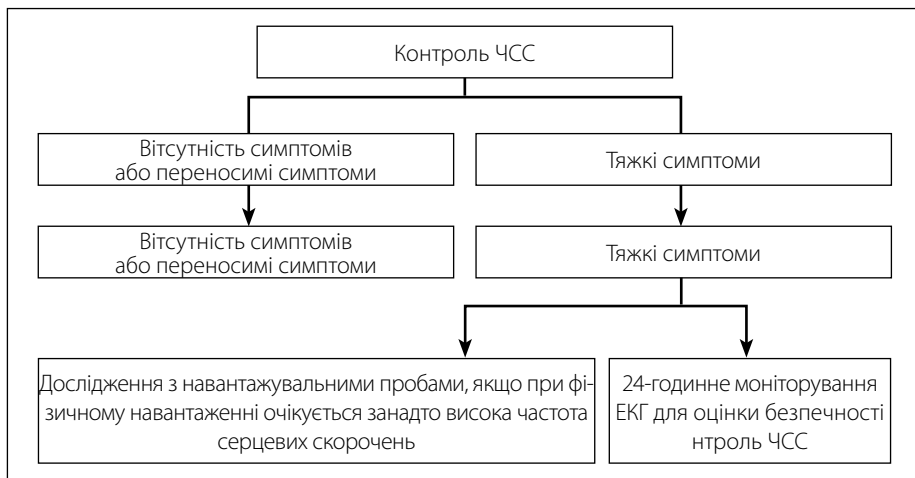 Контроль ЧСС
Вітсутність симптомів
або переносимі симптоми
Тяжкі симптоми
Вітсутність симптомів
або переносимі симптоми
Тяжкі симптоми
Дослідження з навантажувальними пробами, якщо при фі-
зичному навантаженні очікується занадто висока частота
серцевих скорочень
24-годинне моніторування
ЕКГ для оцінки безпечності
нтроль ЧСС